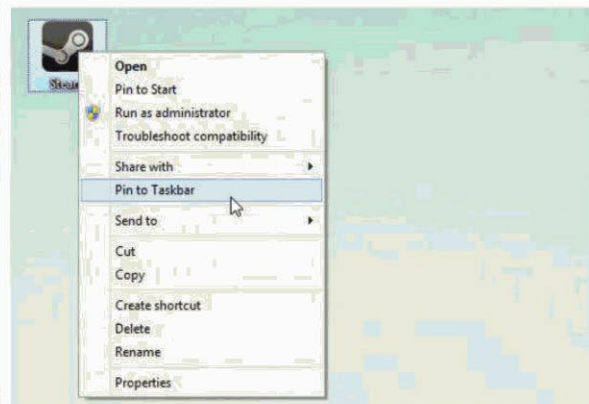 Steam
Open
Pin to Start
Run as administrator
Troubleshoot compatibility
Share with
Pin to Taskbar
Send to
Cut
Copy
Create shortcut
Delete
Rename
Properties